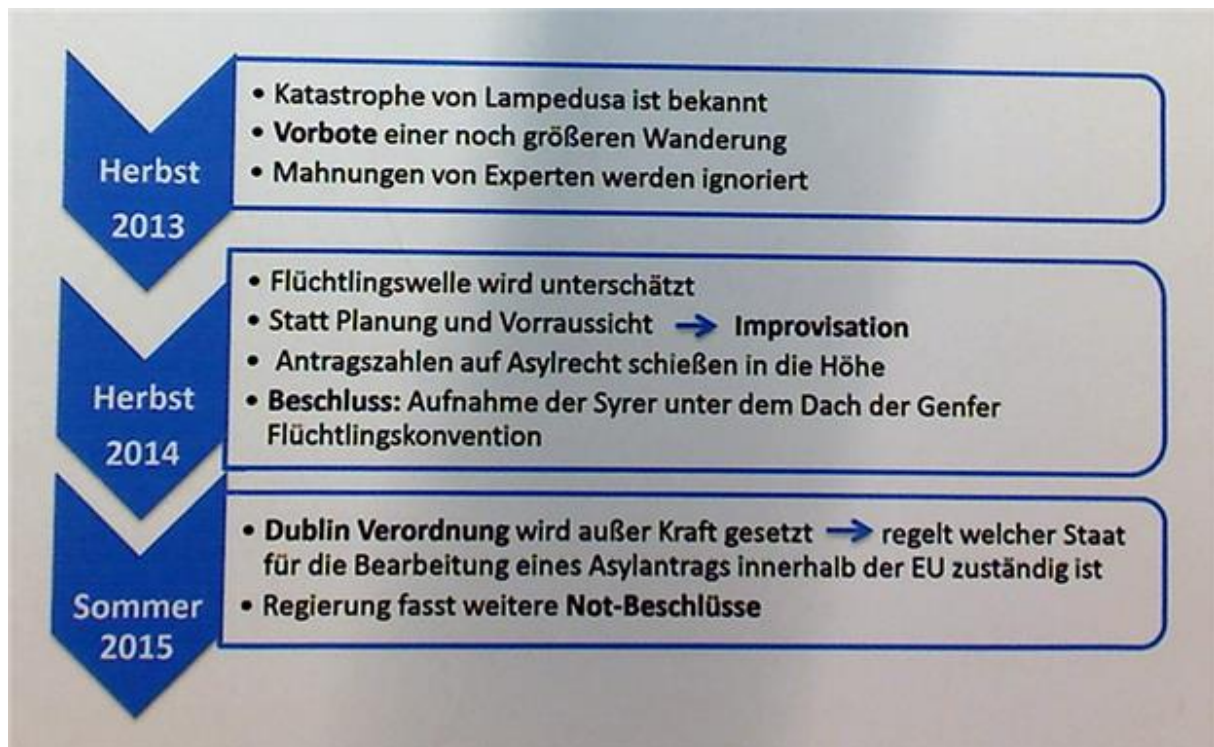 Herbst
2013
• Katastrophe von Lampedusa ist bekannt
• Vorbote einer noch größeren Wanderung
• Mahnungen von Experten werden ignoriert
Herbst
2014
• Flüchtlingswelle wird unterschätzt
• Statt Planung und Vorraussicht → Improvisation
• Antragszahlen auf Asylrecht schießen in die Höhe
• Beschluss: Aufnahme der Syrer unter dem Dach der Genfer
Flüchtlingskonvention
Sommer
2015
• Dublin Verordnung wird außer Kraft gesetzt → regelt welcher Staat
für die Bearbeitung eines Asylantrags innerhalb der EU zuständig ist
• Regierung fasst weitere Not-Beschlüsse